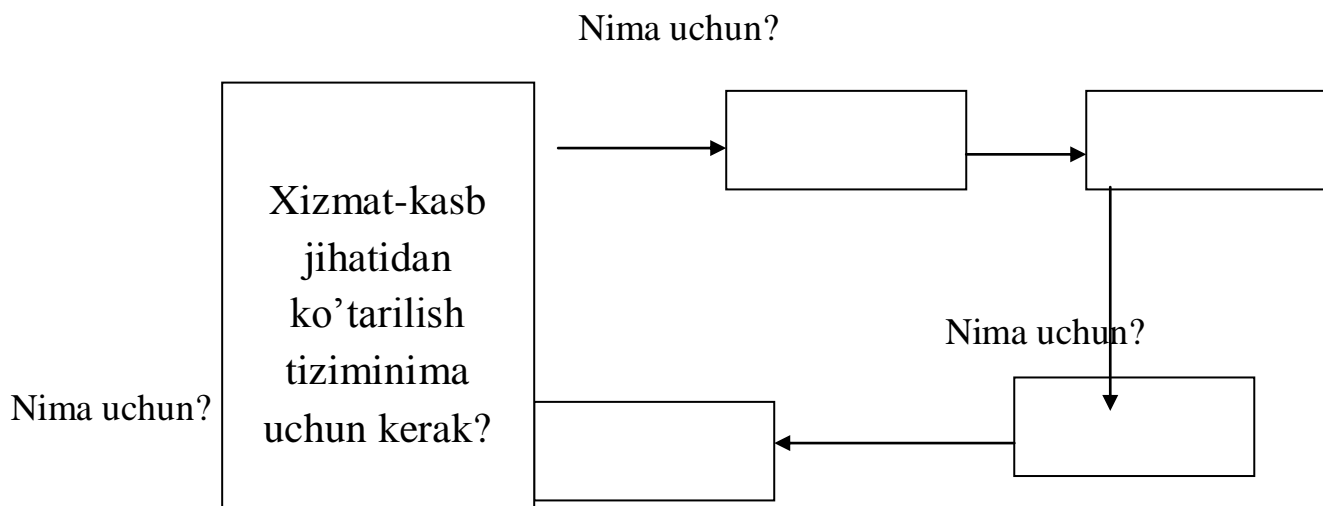 Nima uchun?
Xizmat-kasb
jihatidan
ko’tarilish
tiziminima
uchun kerak?
Nima uchun?
Nima uchun?